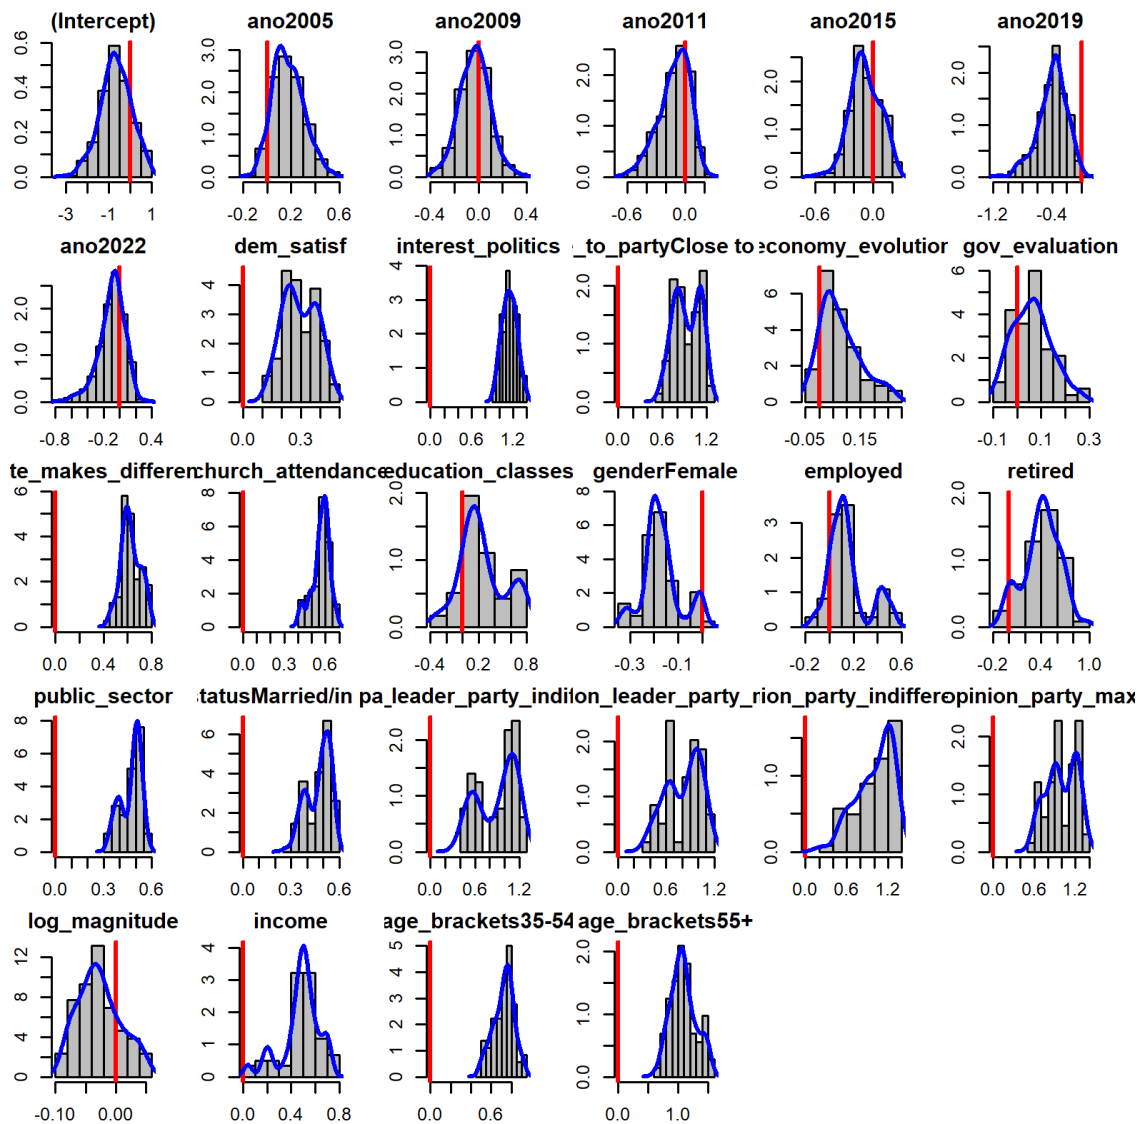 (Intercept) ano2005 ano2009 ano2011 ano2015 ano2019
0.0 0.2 0.4 0.6
0.0 1.0 2.0 3.0
0.0 1.0 2.0 3.0
0.0 1.0 2.0
0.0 1.0 2.0
0.0 1.0 2.0
-3 -1 1
-0.2 0.2 0.6
-0.4 0.0 0.4
-0.6 0.0
-0.6 0.0
-1.2 -0.4
ano2022 dem_satisf interest_politics _to_partyClose to economy_evolution gov_evaluation
0.0 1.0 2.0
0 1 2 3 4
0 1 2 3 4
0.0 1.0 2.0
0 2 4 6
0 2 4 6
-0.8 -0.2 0.4
0.0 0.3
0.0 0.6 1.2
0.0 0.6 1.2
-0.05 0.15
-0.1 0.1 0.3
te_makes_differen church_attendance education_classes genderFemale employed retired
0 2 4 6
0 2 4 6 8
0.0 1.0 2.0
0 2 4 6 8
0 1 2 3
0.0 1.0 2.0
0.0 0.4 0.8
0.0 0.3 0.6
-0.4 0.2 0.8
-0.3 -0.1
-0.2 0.2 0.6
-0.2 0.4 1.0
public_sector statusMarried/in pa_leader_party_indif ion_leader_party_r ion_party_indiffere opinion_party_max
0 2 4 6 8
0 2 4 6
0.0 1.0 2.0
0.0 1.0 2.0
0.0 1.0
0.0 1.0 2.0
0.0 0.3 0.6
0.0 0.3 0.6
0.0 0.6 1.2
0.0 0.6 1.2
0.0 0.6 1.2
0.0 0.6 1.2
log_magnitude income age_brackets35-54 age_brackets55+
0 4 8 12
0 1 2 3 4
0 1 2 3 4 5
0.0 1.0 2.0
-0.10 0.00
0.0 0.4 0.8
0.6
0.0 1.0